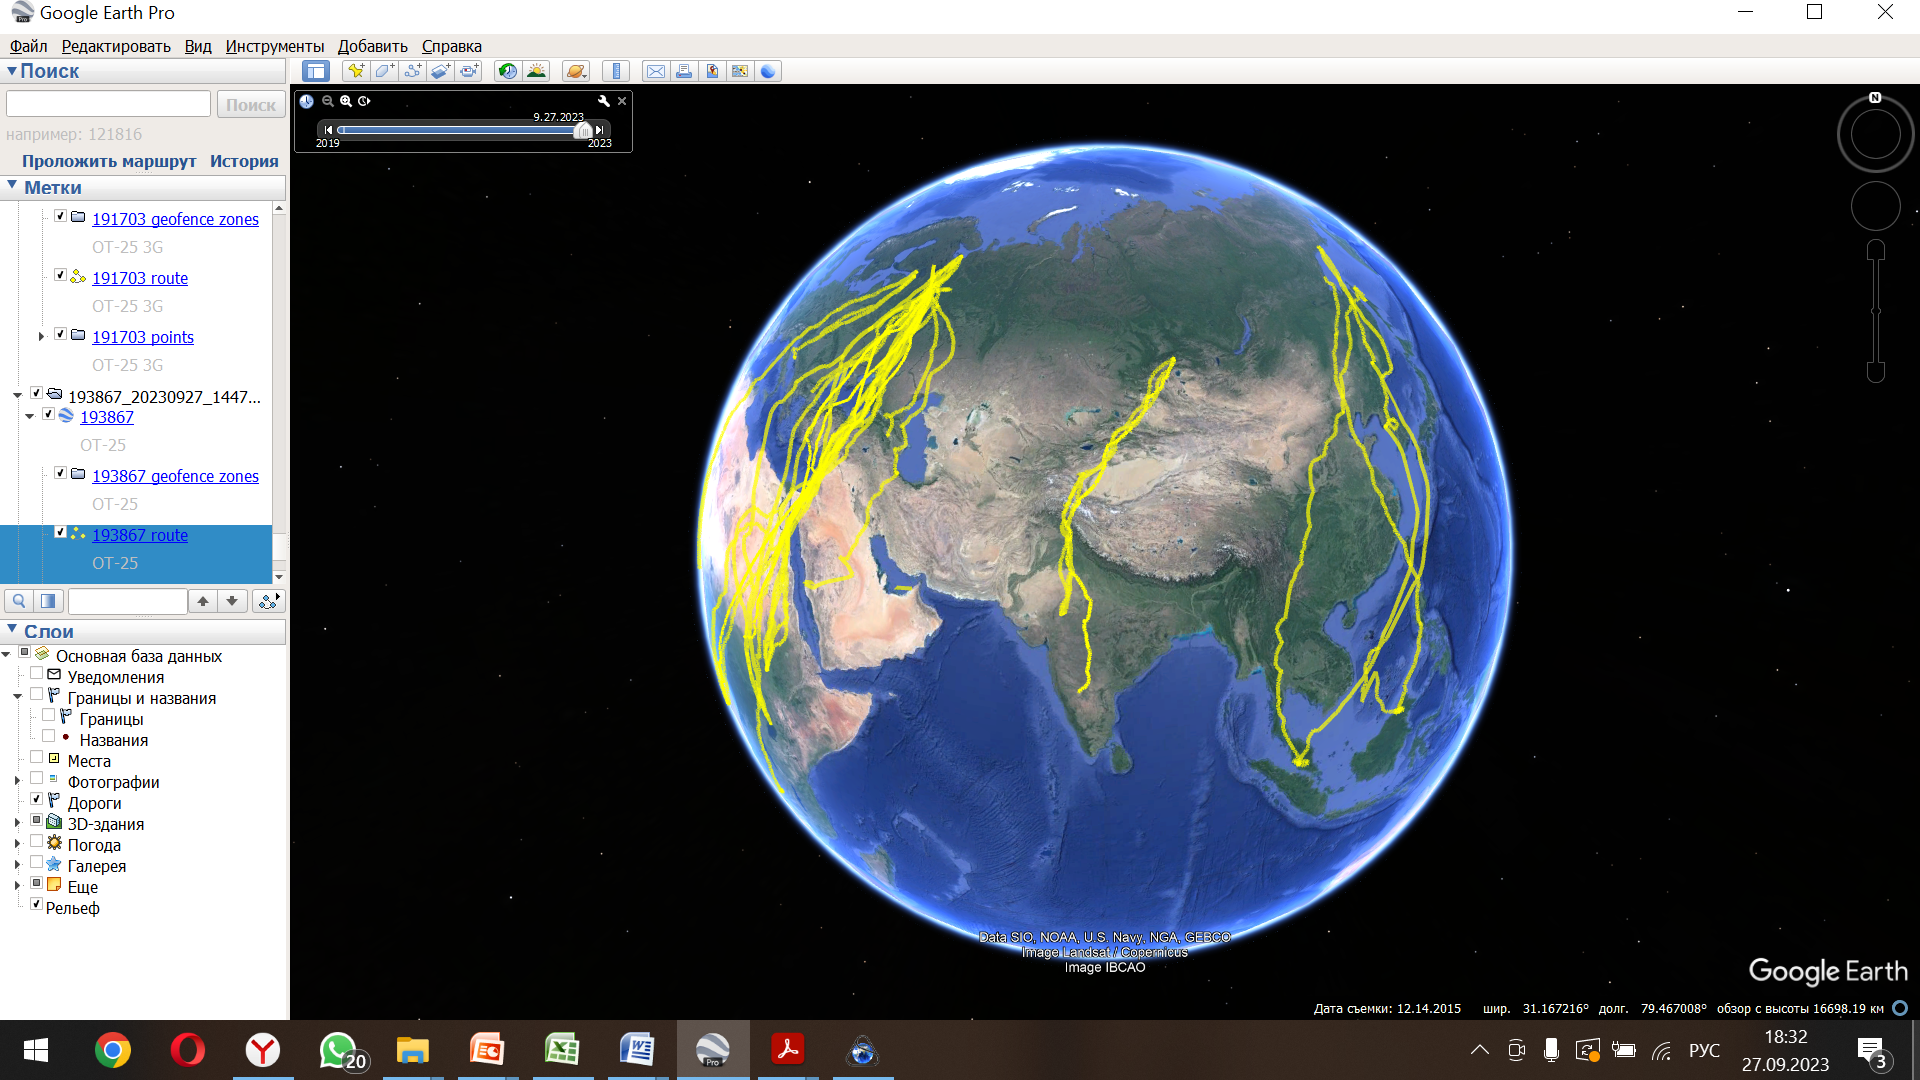 Google Earth Pro
Файл Редактировать Вид Инструменты Добавить Справка
Поиск
Поиск
например: 121816
Проложить маршрут История
Метки
191703 geofence zones
OT-25 3G
191703 route
OT-25 3G
191703 points
OT-25 3G
193867_20230927_1447...
193867
OT-25
193867 geofence zones
OT-25
193867 route
OT-25
Слои
Основная база данных
Уведомления
Границы и названия
Границы
Названия
Места
Фотографии
Дороги
3D-здания
Погода
Галерея
Еще
Рельеф
9.27.2023
2019 2023
N
Data SIO, NOAA, U.S. Navy, NGA, GEBCO
Image Landsat / Copernicus
Image IBCAO
Google Earth
Дата съемки: 12.14.2015 шир. 31.167216° долг. 79.467008° обзор с высоты 16698.19 км
20
Pro
РУС
18:32
27.09.2023
3